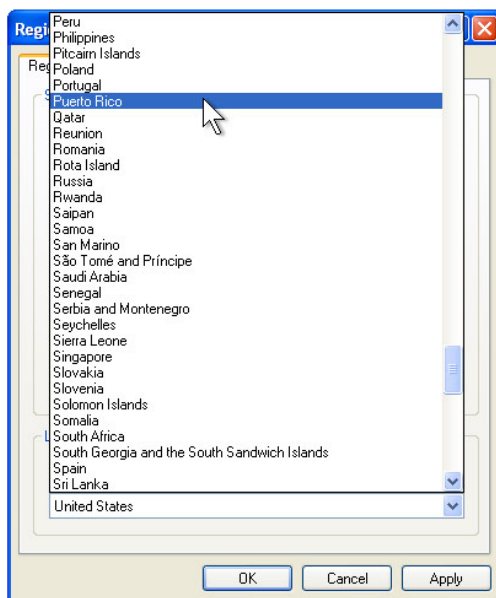 Regi
Peru
Philippines
Pitcairn Islands
Poland
Reg
Portugal
Puerto Rico
Qatar
Reunion
Romania
Rota Island
Russia
Rwanda
Saipan
Samoa
San Marino
São Tomé and Príncipe
Saudi Arabia
Senegal
Serbia and Montenegro
Seychelles
Sierra Leone
Singapore
Slovakia
Slovenia
Solomon Islands
Somalia
South Africa
South Georgia and the South Sandwich Islands
Spain
Sri Lanka
United States
OK Cancel Apply